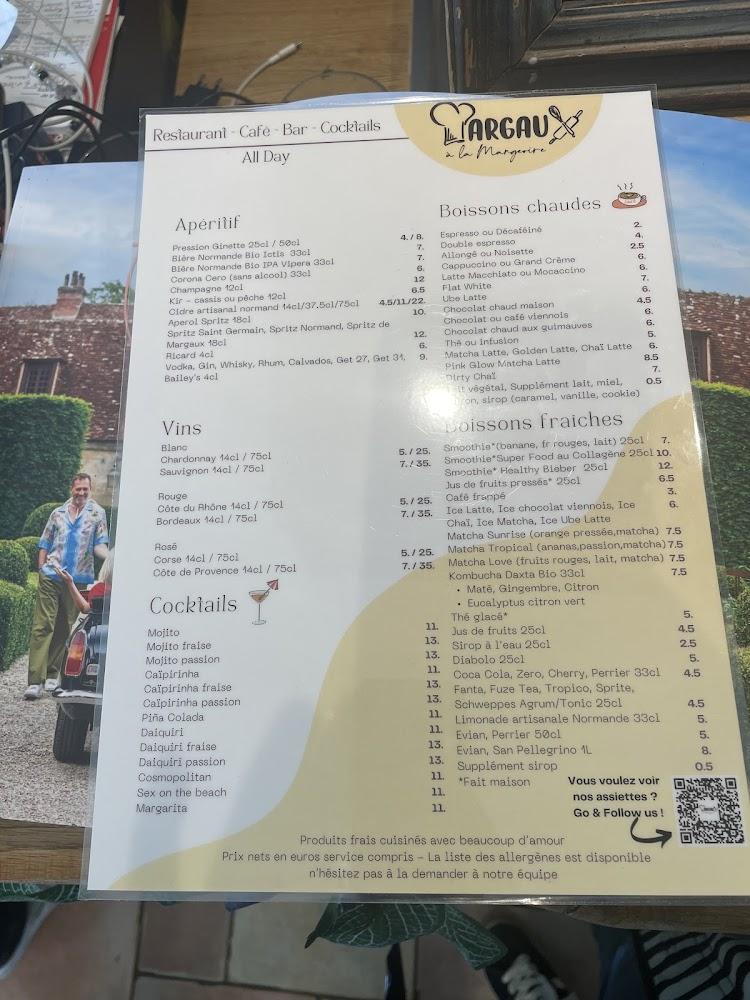 Restaurant - Café - Bar - Cocktails
All Day
MARGAUX
à la Mangeoire
Apéritif
Pression Ginette 25cl / 50cl 4. / 8.
Bière Normande Bio Ictis 33cl 7.
Bière Normande Bio IPA Vipera 33cl 7.
Corona Cero (sans alcool) 33cl 6.
Champagne 12cl 12
Kir - cassis ou pêche 12cl 6.5
Cidre artisanal normand 14cl/37.5cl/75cl 4.5/11/22.
Aperol Spritz 18cl 10.
Spritz Saint Germain, Spritz Normand, Spritz de
Margaux 18cl 12.
Ricard 4cl 6.
Vodka, Gin, Whisky, Rhum, Calvados, Get 27, Get 31, 9.
Bailey's 4cl
Vins
Blanc
Chardonnay 14cl / 75cl 5. / 25.
Sauvignon 14cl / 75cl 7. / 35.
Rouge
Côte du Rhône 14cl / 75cl 5. / 25.
Bordeaux 14cl / 75cl 7. / 35.
Rosé
Corse 14cl / 75cl 5. / 25.
Côte de Provence 14cl / 75cl 7. / 35.
Cocktails
Mojito 11.
Mojito fraise 13.
Mojito passion 13.
Caïpirinha 11.
Caïpirinha fraise 13.
Caïpirinha passion 13.
Piña Colada 11.
Daiquiri 11.
Daiquiri fraise 13.
Daiquiri passion 13.
Cosmopolitan 11.
Sex on the beach 11.
Margarita 11.
Boissons chaudes
Espresso ou Décaféiné 2.
Double espresso 4.
Allongé ou Noisette 2.5
Cappuccino ou Grand Crème 6.
Latte Macchiato ou Mocaccino 6.
Flat White 7.
Ube Latte 6.
Chocolat chaud maison 4.5
Chocolat ou café viennois 6.
Chocolat chaud aux guimauves 6.
Thé ou infusion 5.
Matcha Latte, Golden Latte, Chaï Latte 6.
Pink Glow Matcha Latte 8.5
Dirty Chaï 7.
végétal, Supplément lait, miel, 0.5
sirop (caramel, vanille, cookie)
Boissons fraiches
Smoothie*(banane, fr rouges, lait) 25cl 7.
Smoothie*Super Food au Collagène 25cl 10.
Smoothie* Healthy Bieber 25cl 12.
Jus de fruits pressés* 25cl 6.5
Café frappé 3.
Ice Latte, Ice chocolat viennois, Ice 6.
Chaï, Ice Matcha, Ice Ube Latte
Matcha Sunrise (orange pressée,matcha) 7.5
Matcha Tropical (ananas,passion,matcha) 7.5
Matcha Love (fruits rouges, lait, matcha) 7.5
Kombucha Daxta Bio 33cl 7.5
• Maté, Gingembre, Citron
• Eucalyptus citron vert
Thé glacé* 5.
Jus de fruits 25cl 4.5
Sirop à l'eau 25cl 2.5
Diabolo 25cl 5.
Coca Cola, Zero, Cherry, Perrier 33cl 4.5
Fanta, Fuze Tea, Tropico, Sprite,
Schweppes Agrum/Tonic 25cl 4.5
Limonade artisanale Normande 33cl 5.
Evian, Perrier 50cl 5.
Evian, San Pellegrino 1L 8.
Supplément sirop 0.5
*Fait maison
Vous voulez voir
nos assiettes ?
Go & Follow us !
Produits frais cuisinés avec beaucoup d'amour
Prix nets en euros service compris - La liste des allergènes est disponible
n'hésitez pas à la demander à notre équipe